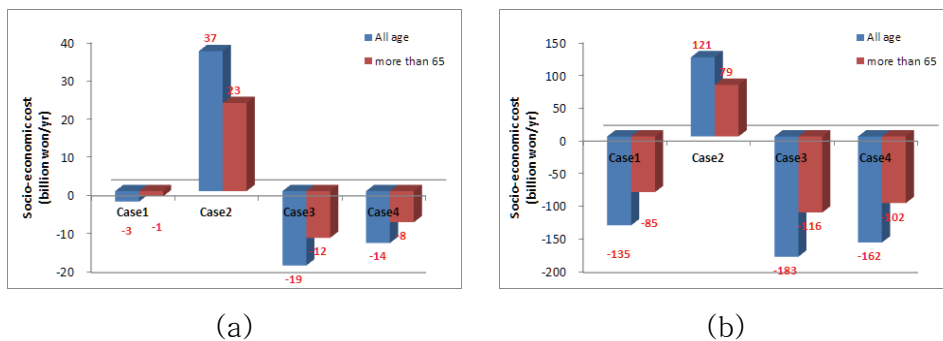 40
30
20
10
0
-10
-20
Socio-economic cost
(billion won/yr)
All age
more than 65
37
23
Case1
Case2
Case3
Case4
-3
-1
-19
-12
-14
-8
(a)
150
100
50
0
-50
-100
-150
-200
Socio-economic cost
(billion won/yr)
All age
more than 65
121
79
Case1
Case2
Case3
Case4
-135
-85
-183
-116
-162
-102
(b)